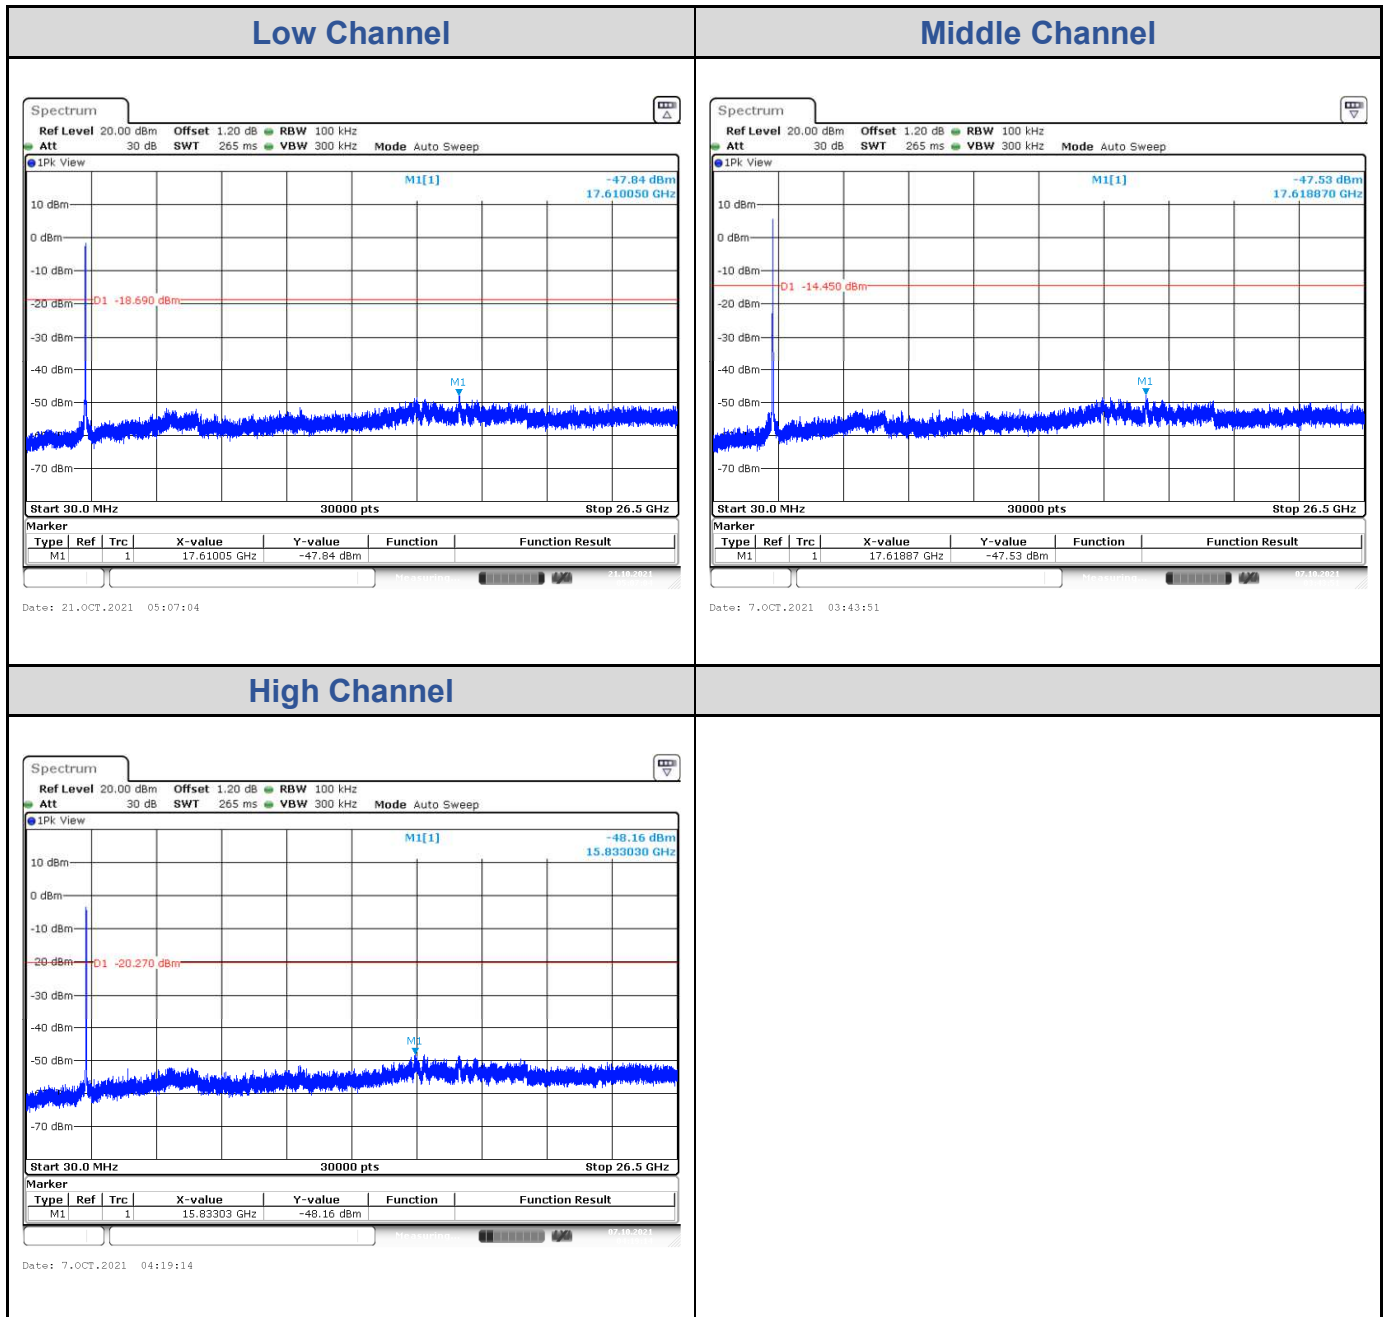 Low Channel
Middle Channel
Spectrum
Ref Level 20.00 dBm Offset 1.20 dB RBW 100 kHz
Att 30 dB SWT 265 ms VBW 300 kHz Mode Auto Sweep
1Pk View
M1[1] -47.84 dBm
17.610050 GHz
10 dBm
0 dBm
-10 dBm
D1 -18.690 dBm
-20 dBm
-30 dBm
-40 dBm
M1
-50 dBm
-70 dBm
Start 30.0 MHz 30000 pts Stop 26.5 GHz
Marker
Type Ref Trc X-value Y-value Function Function Result
M1 1 17.61005 GHz -47.84 dBm
Measuring 21.10.2021
Date: 21.OCT.2021 05:07:04
Spectrum
Ref Level 20.00 dBm Offset 1.20 dB RBW 100 kHz
Att 30 dB SWT 265 ms VBW 300 kHz Mode Auto Sweep
1Pk View
M1[1] -47.53 dBm
17.618870 GHz
10 dBm
0 dBm
-10 dBm
D1 -14.450 dBm
-20 dBm
-30 dBm
-40 dBm
M1
-50 dBm
-70 dBm
Start 30.0 MHz 30000 pts Stop 26.5 GHz
Marker
Type Ref Trc X-value Y-value Function Function Result
M1 1 17.61887 GHz -47.53 dBm
Measuring 07.10.2021
Date: 7.OCT.2021 03:43:51
High Channel
Spectrum
Ref Level 20.00 dBm Offset 1.20 dB RBW 100 kHz
Att 30 dB SWT 265 ms VBW 300 kHz Mode Auto Sweep
1Pk View
M1[1] -48.16 dBm
15.833030 GHz
10 dBm
0 dBm
-10 dBm
-20 dBm D1 -20.270 dBm
-30 dBm
-40 dBm
M1
-50 dBm
-70 dBm
Start 30.0 MHz 30000 pts Stop 26.5 GHz
Marker
Type Ref Trc X-value Y-value Function Function Result
M1 1 15.83303 GHz -48.16 dBm
Measuring 07.10.2021
Date: 7.OCT.2021 04:19:14